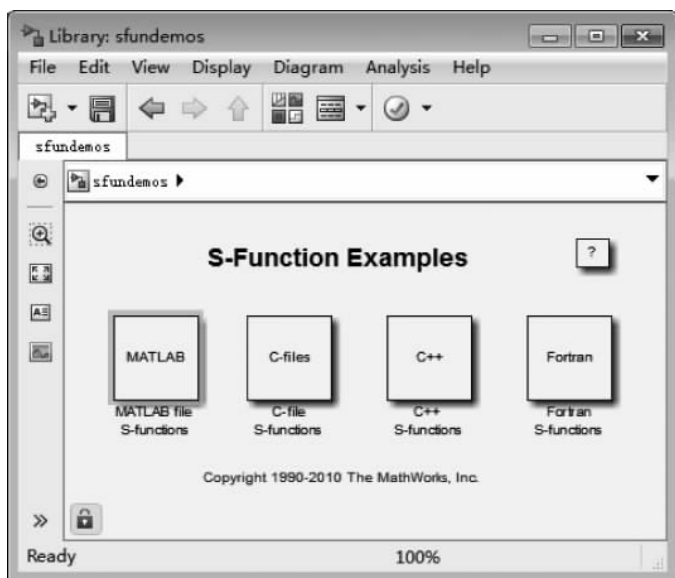 Library: sfundemos
File Edit View Display Diagram Analysis Help
sfundemos
sfundemos
S-Function Examples
?
MATLAB C-files C++ Fortran
MATLAB file C-file C++ Fortran
S-functions S-functions S-functions S-functions
Copyright 1990-2010 The MathWorks, Inc.
Ready 100%